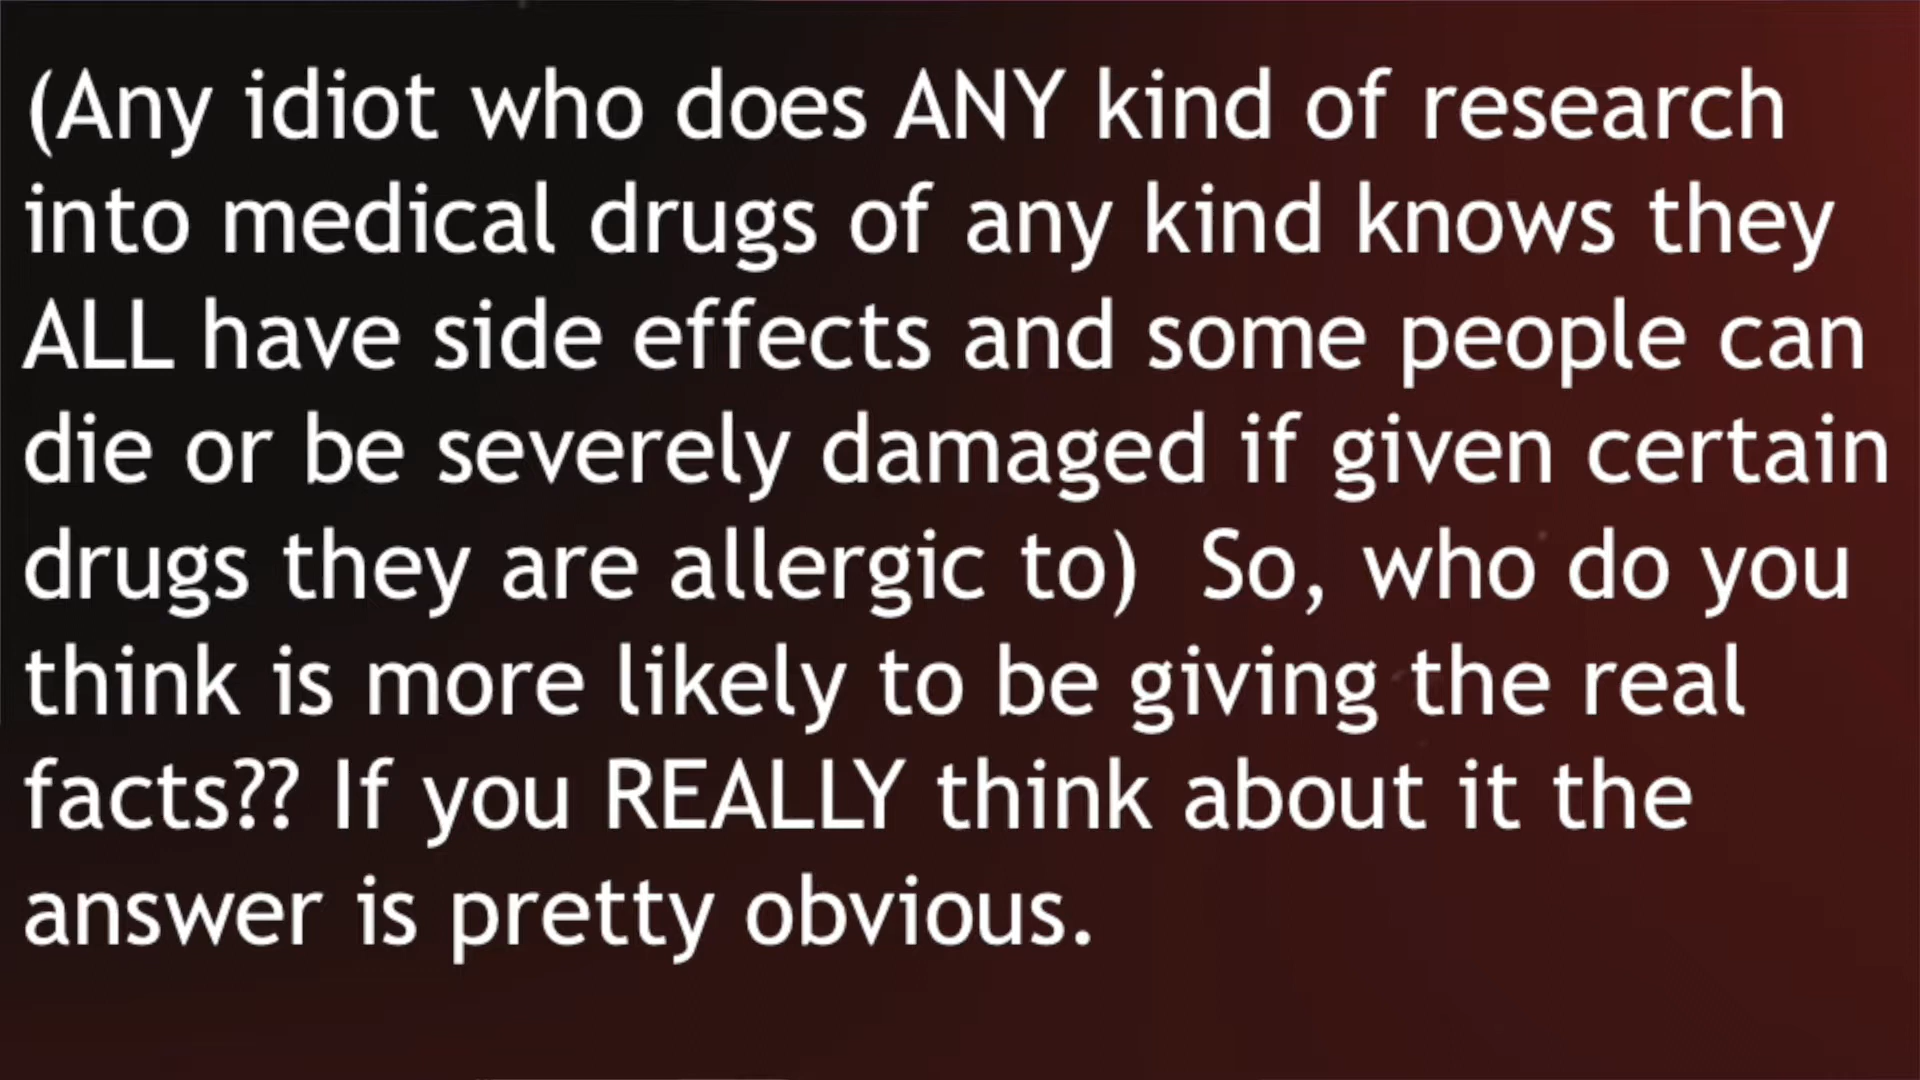 (Any idiot who does ANY kind of research
into medical drugs of any kind knows they
ALL have side effects and some people can
die or be severely damaged if given certain
drugs they are allergic to)  So, who do you
think is more likely to be giving the real
facts?? If you REALLY think about it the
answer is pretty obvious.